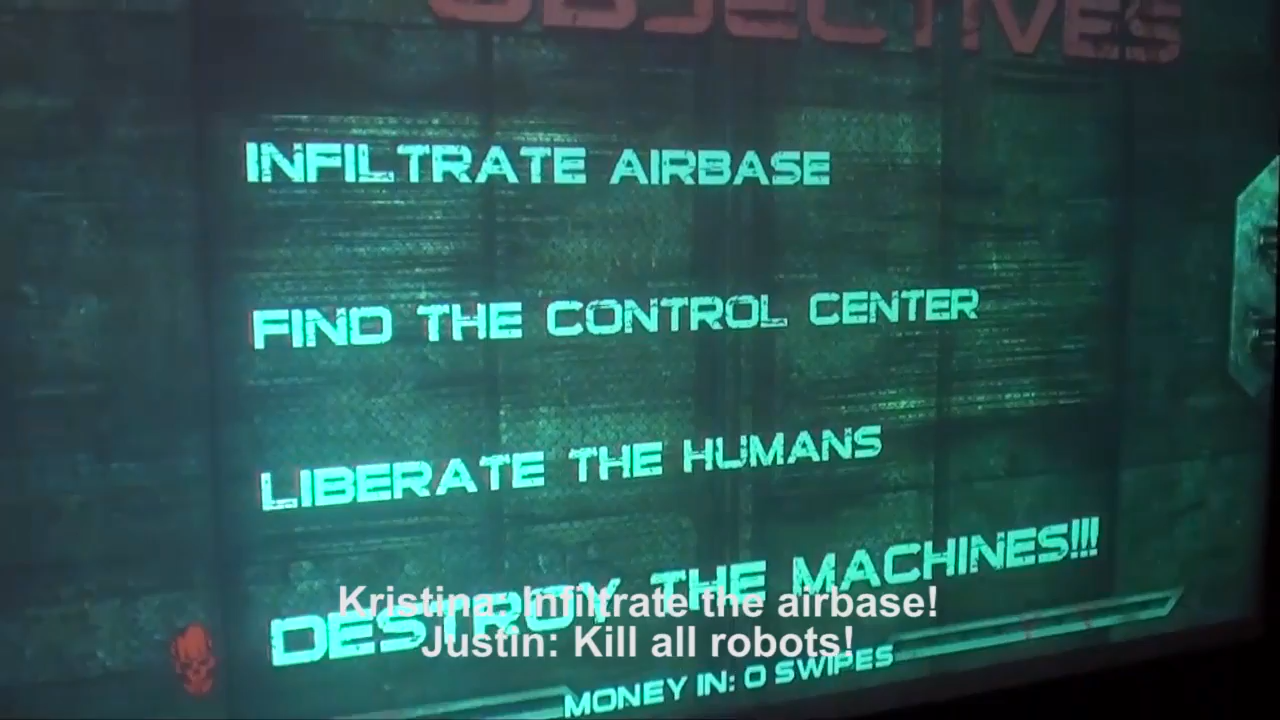 OBJECTIVES
INFILTRATE AIRBASE
FIND THE CONTROL CENTER
LIBERATE THE HUMANS
DESTROY THE MACHINES!!!
Kristina: Infiltrate the airbase!
Justin: Kill all robots!
MONEY IN: 0 SWIPES